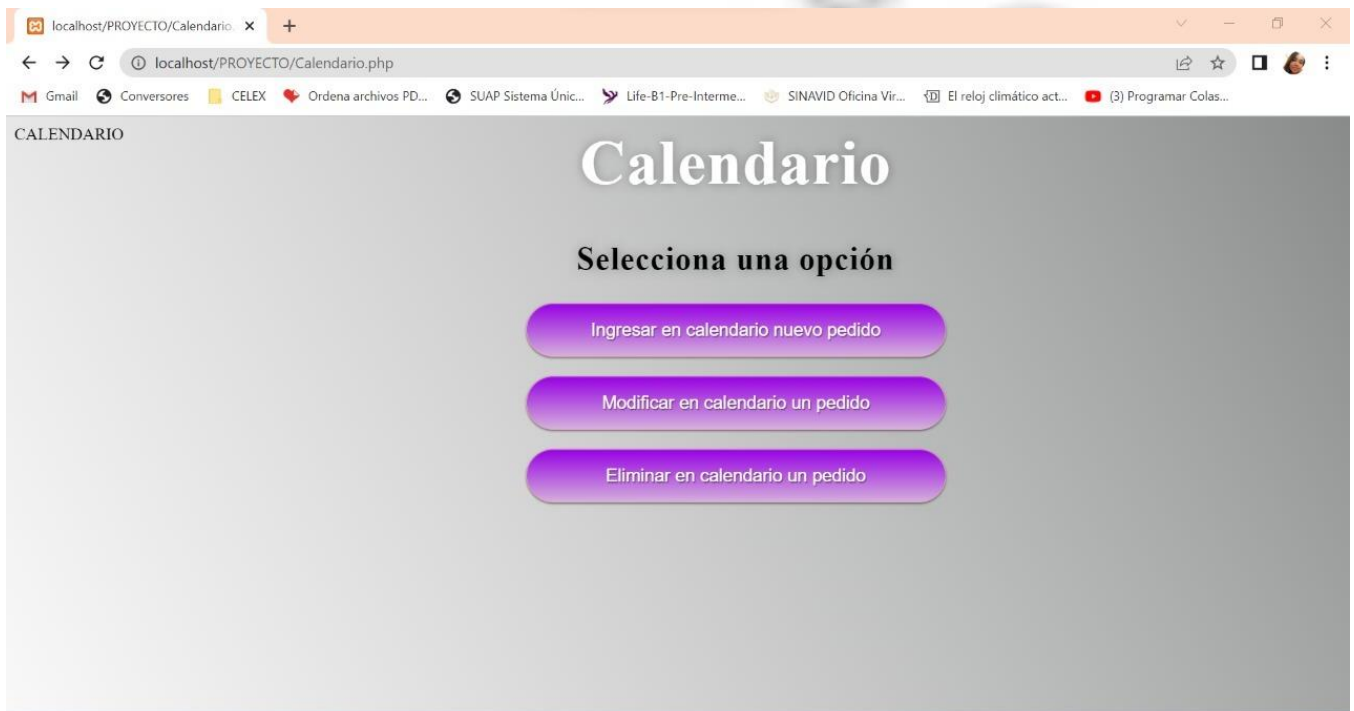 localhost/PROYECTO/Calendario.
localhost/PROYECTO/Calendario.php
Gmail Conversores CELEX Ordena archivos PD... SUAP Sistema Únic... Life-B1-Pre-Interme... SINAVID Oficina Vir... El reloj climático act... (3) Programar Colas...
CALENDARIO
Calendario
Selecciona una opción
Ingresar en calendario nuevo pedido
Modificar en calendario un pedido
Eliminar en calendario un pedido